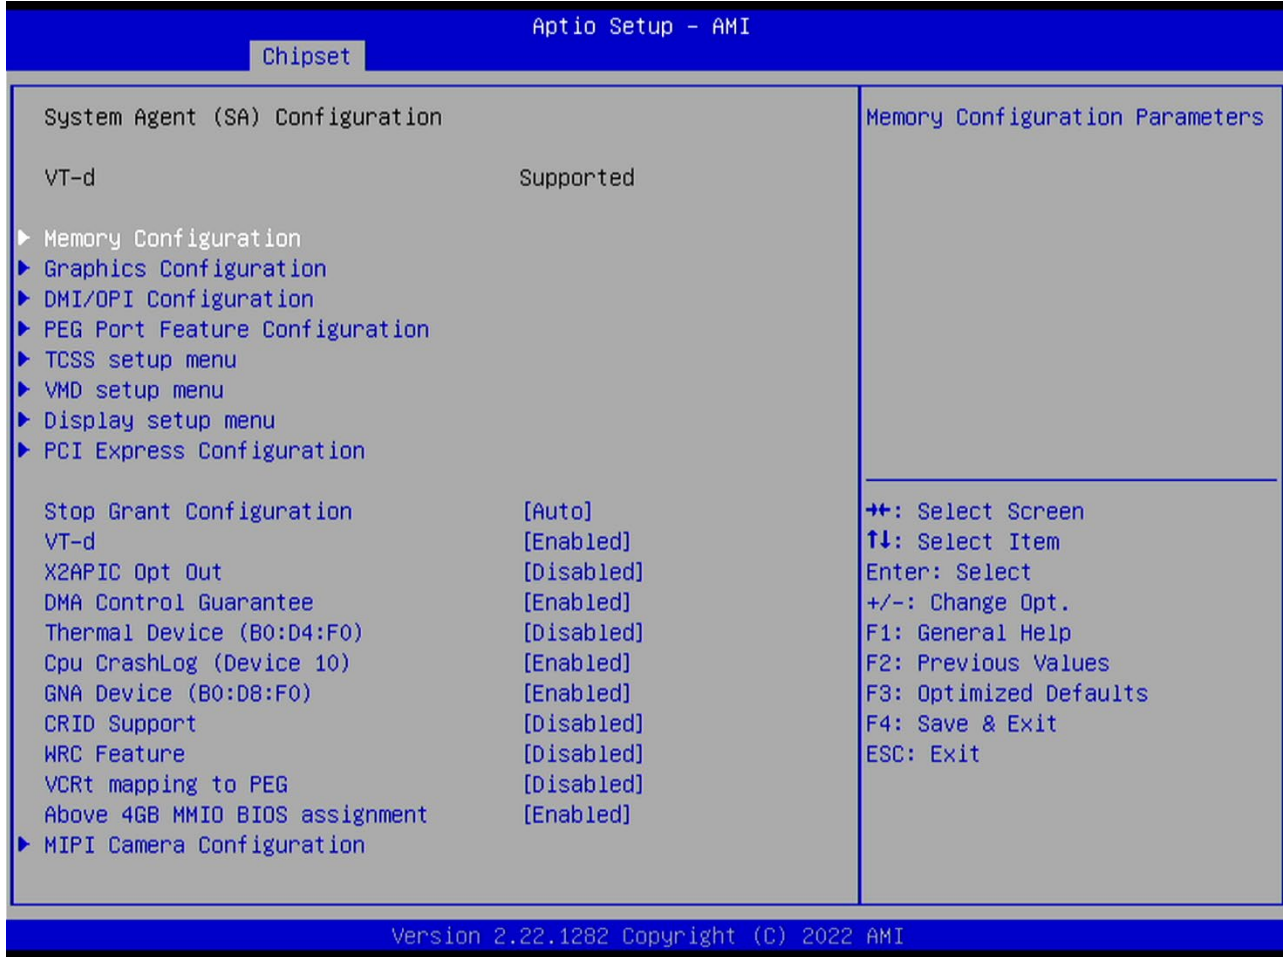 Aptio Setup – AMI
Chipset
System Agent (SA) Configuration
VT-d Supported
Memory Configuration
Graphics Configuration
DMI/OPI Configuration
PEG Port Feature Configuration
TCSS setup menu
VMD setup menu
Display setup menu
PCI Express Configuration
Stop Grant Configuration [Auto]
VT-d [Enabled]
X2APIC Opt Out [Disabled]
DMA Control Guarantee [Enabled]
Thermal Device (B0:D4:F0) [Disabled]
Cpu CrashLog (Device 10) [Enabled]
GNA Device (B0:D8:F0) [Enabled]
CRID Support [Disabled]
WRC Feature [Disabled]
VCRt mapping to PEG [Disabled]
Above 4GB MMIO BIOS assignment [Enabled]
MIPI Camera Configuration
Memory Configuration Parameters
→←: Select Screen
↑↓: Select Item
Enter: Select
+/-: Change Opt.
F1: General Help
F2: Previous Values
F3: Optimized Defaults
F4: Save & Exit
ESC: Exit
Version 2.22.1282 Copyright (C) 2022 AMI